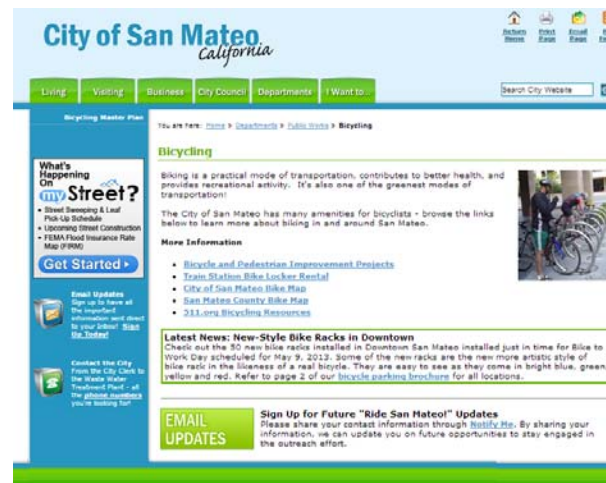 City of San Mateo
California
Return Home
Print Page
Email Page
Living
Visiting
Business
City Council
Departments
I Want to...
Search City Website
Bicycling Master Plan
You are here: Home > Departments > Public Works > Bicycling
Bicycling
Biking is a practical mode of transportation, contributes to better health, and
provides recreational activity. It's also one of the greenest modes of
transportation!
The City of San Mateo has many amenities for bicyclists - browse the links
below to learn more about biking in and around San Mateo.
More Information
• Bicycle and Pedestrian Improvement Projects
• Train Station Bike Locker Rental
• City of San Mateo Bike Map
• San Mateo County Bike Map
• 511.org Bicycling Resources
Latest News: New-Style Bike Racks in Downtown
Check out the 50 new bike racks installed in Downtown San Mateo installed just in time for Bike to
Work Day scheduled for May 9, 2013. Some of the new racks are the new more artistic style of
bike rack in the likeness of a real bicycle. They are easy to see as they come in bright blue, green,
yellow and red. Refer to page 2 of our bicycle parking brochure for all locations.
EMAIL
UPDATES
Sign Up for Future "Ride San Mateo!" Updates
Please share your contact information through Notify Me. By sharing your
information, we can update you on future opportunities to stay engaged in
the outreach effort.
What's
Happening
On
myStreet?
• Street Sweeping & Leaf
Pick-Up Schedule
• Upcoming Street Construction
• FEMA Flood Insurance Rate
Map (FIRM)
Get Started
Email Updates
Sign up to have all
the important
information sent direct
to your inbox! Sign
Up Today!
Contact the City
From the City Clerk to
the Waste Water
Treatment Plant - all
the phone numbers
you're looking for!